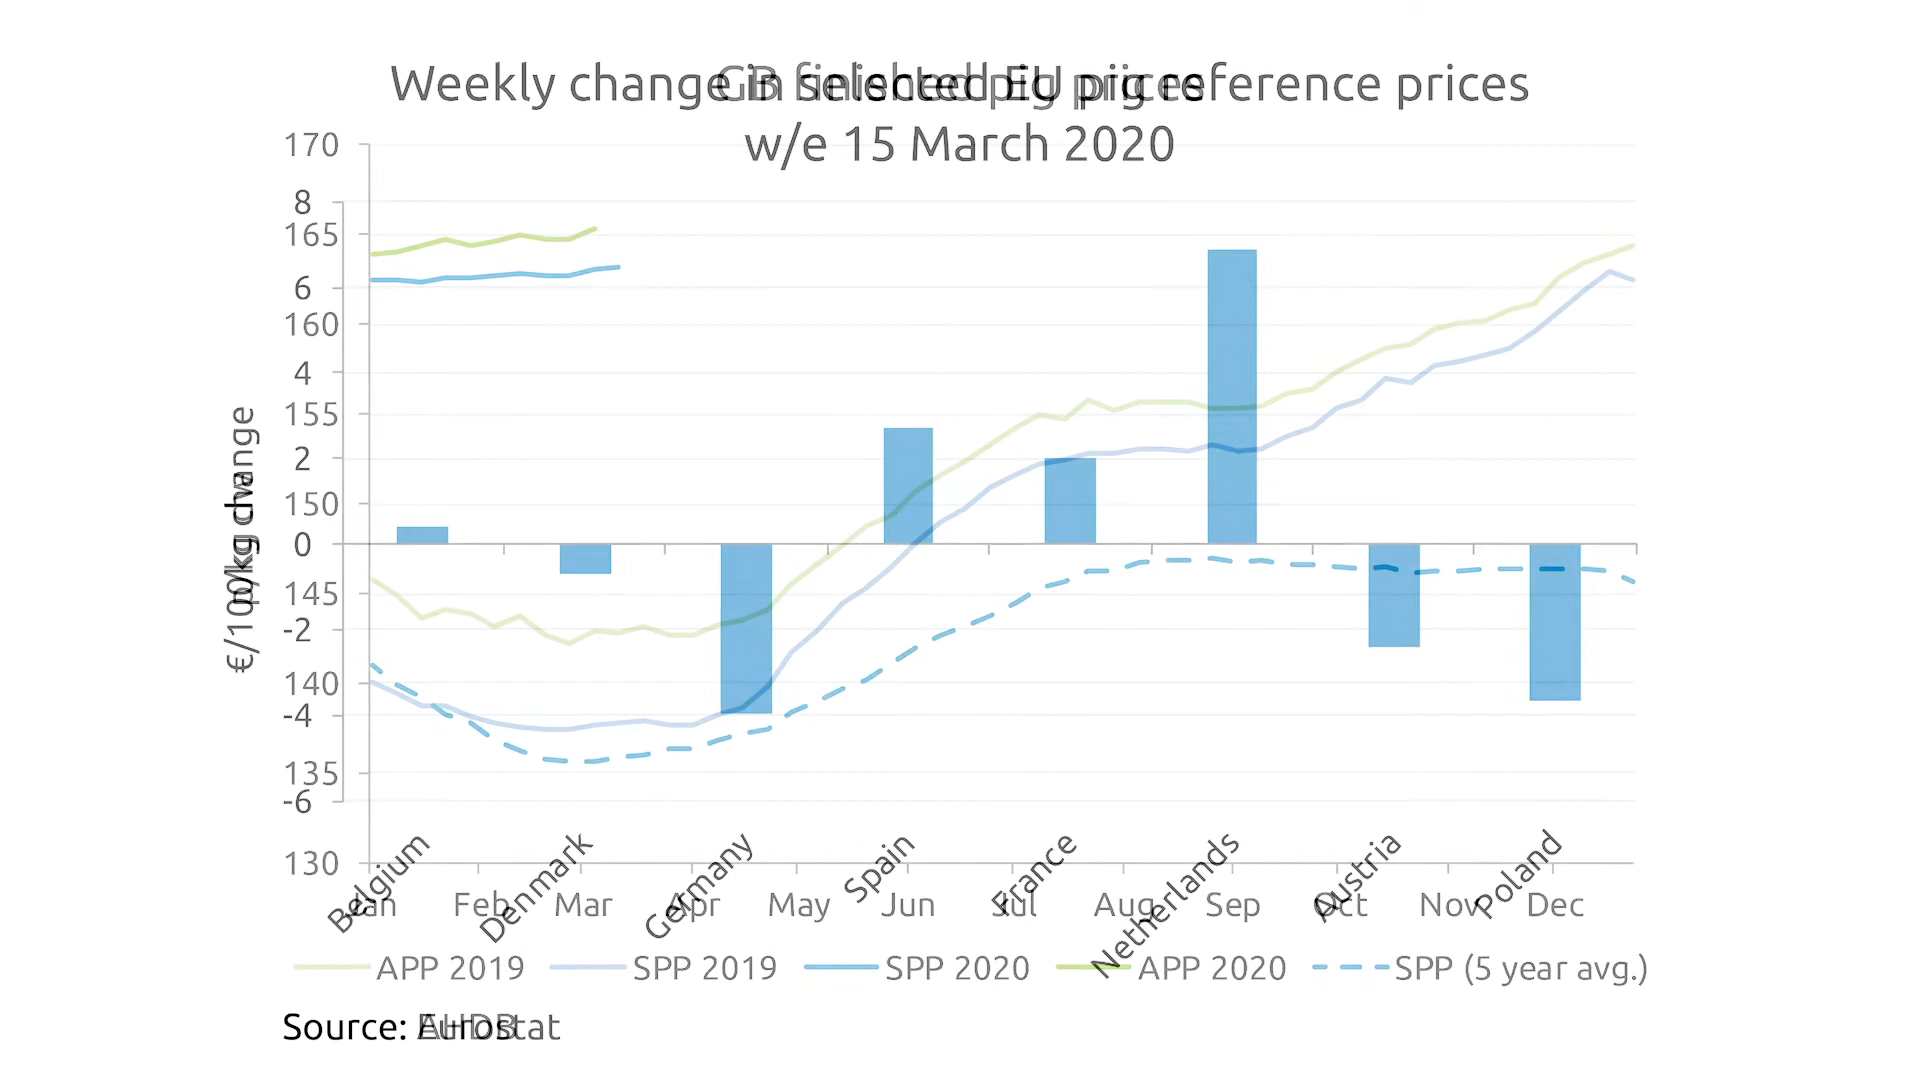 Weekly change in selected EU pig reference prices
w/e 15 March 2020
GB finished pig prices
170
165
160
155
150
145
140
135
130
8
6
4
2
0
-2
-4
-6
€/100kg change
p/kg dw
Belgium
Denmark
Germany
Spain
France
Netherlands
Austria
Poland
Jan Feb Mar Apr May Jun Jul Aug Sep Oct Nov Dec
APP 2019 SPP 2019 SPP 2020 APP 2020 SPP (5 year avg.)
Source: Eurostat
AHDB